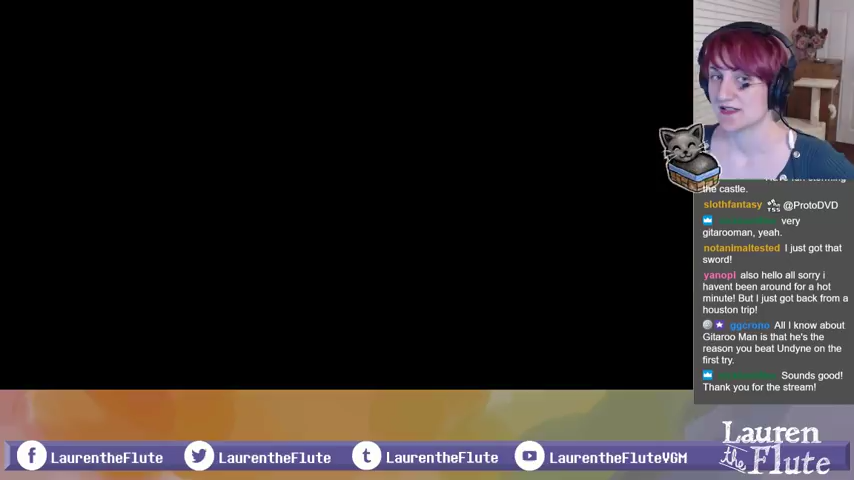 the castle.
slothfantasy @ProtoDVD
very
gitarooman, yeah.
notanimaltested I just got that
sword!
yanopi also hello all sorry i
havent been around for a hot
minute! But I just got back from a
houston trip!
ggcrono All I know about
Gitaroo Man is that he's the
reason you beat Undyne on the
first try.
Sounds good!
Thank you for the stream!
Lauren
the Flute
LaurentheFlute LaurentheFlute LaurentheFlute LaurentheFluteVGM